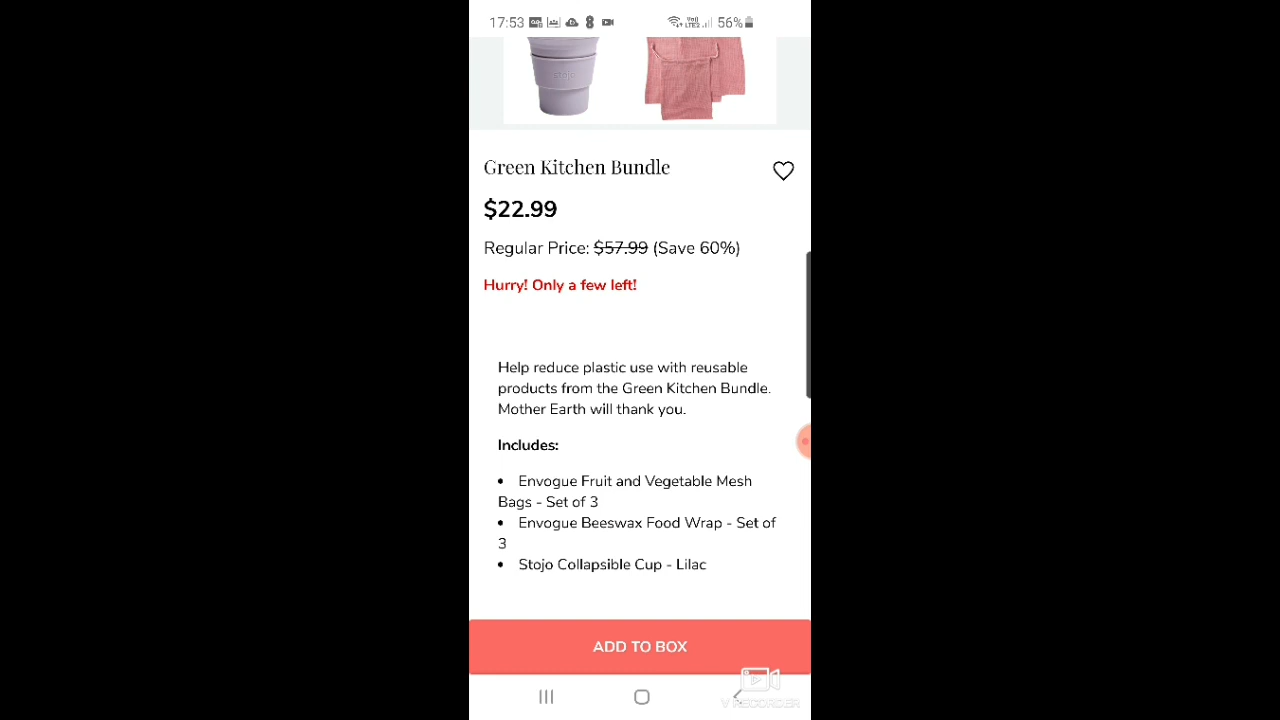 17:53 56%
stojo
Green Kitchen Bundle
$22.99
Regular Price: $57.99 (Save 60%)
Hurry! Only a few left!
Help reduce plastic use with reusable
products from the Green Kitchen Bundle.
Mother Earth will thank you.
Includes:
• Envogue Fruit and Vegetable Mesh
Bags - Set of 3
• Envogue Beeswax Food Wrap - Set of
3
• Stojo Collapsible Cup - Lilac
ADD TO BOX
VRECORDER